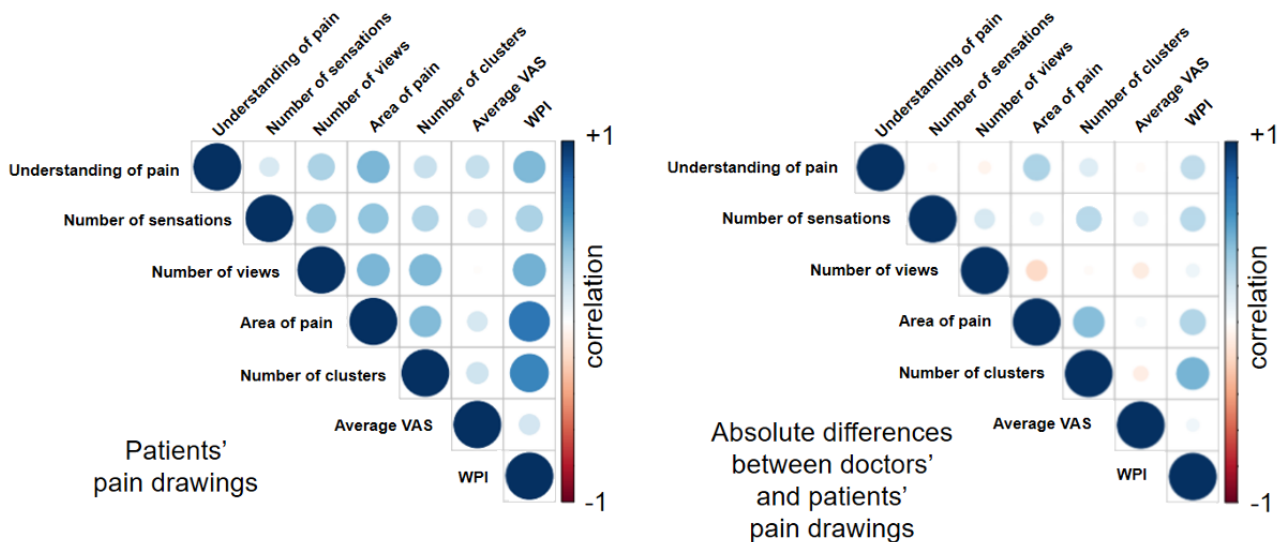 Understanding of pain
Number of sensations
Number of views
Area of pain
Number of clusters
Average VAS
WPI
+1
Understanding of pain
Number of sensations
Number of views
Area of pain
Number of clusters
Average VAS
WPI
correlation
-1
Patients'
pain drawings
Understanding of pain
Number of sensations
Number of views
Area of pain
Number of clusters
Average VAS
WPI
+1
Understanding of pain
Number of sensations
Number of views
Area of pain
Number of clusters
Average VAS
WPI
correlation
-1
Absolute differences
between doctors'
and patients'
pain drawings